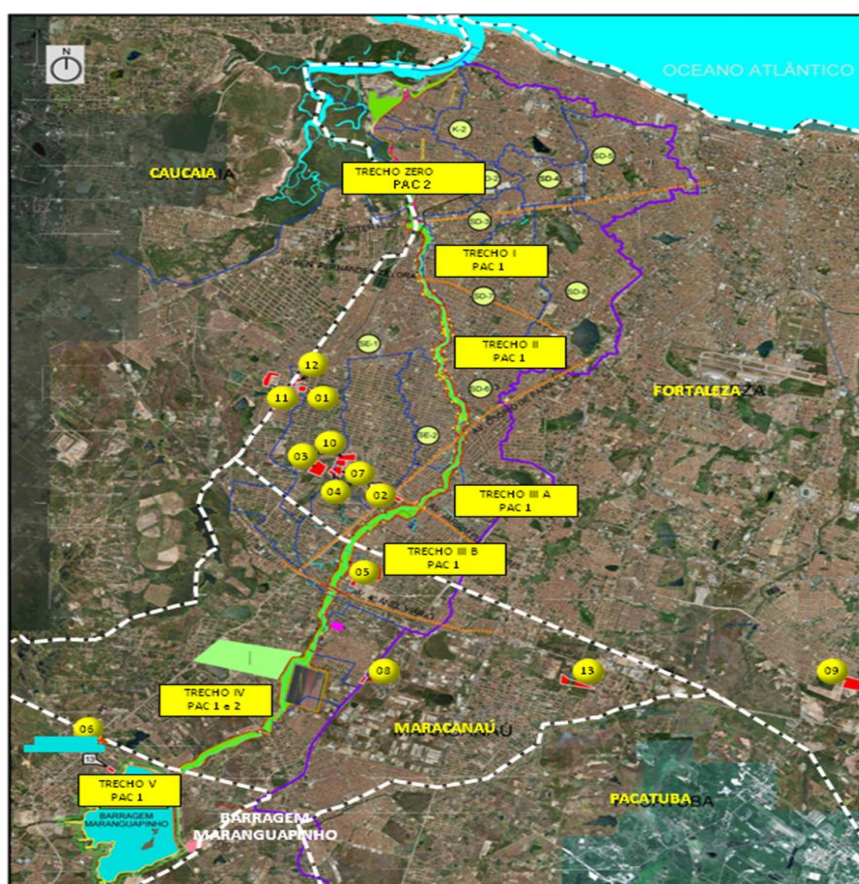 N
OCEANO ATLÂNTICO
K-2
SD-5
CAUCAIA
TRECHO ZERO
PAC 2
SD-4
SD-3
TRECHO I
PAC 1
SD-7
SD-8
SE-1
TRECHO II
PAC 1
12
11
01
SD-6
FORTALEZA
SE-2
10
03
07
04
02
TRECHO III A
PAC 1
TRECHO III B
PAC 1
05
08
13
09
TRECHO IV
PAC 1 e 2
06
MARACANAÚ
TRECHO V
PAC 1
PACATUBA
BARRAGEM
MARANGUAPINHO
BARRAGEM
MARANGUAPINHO